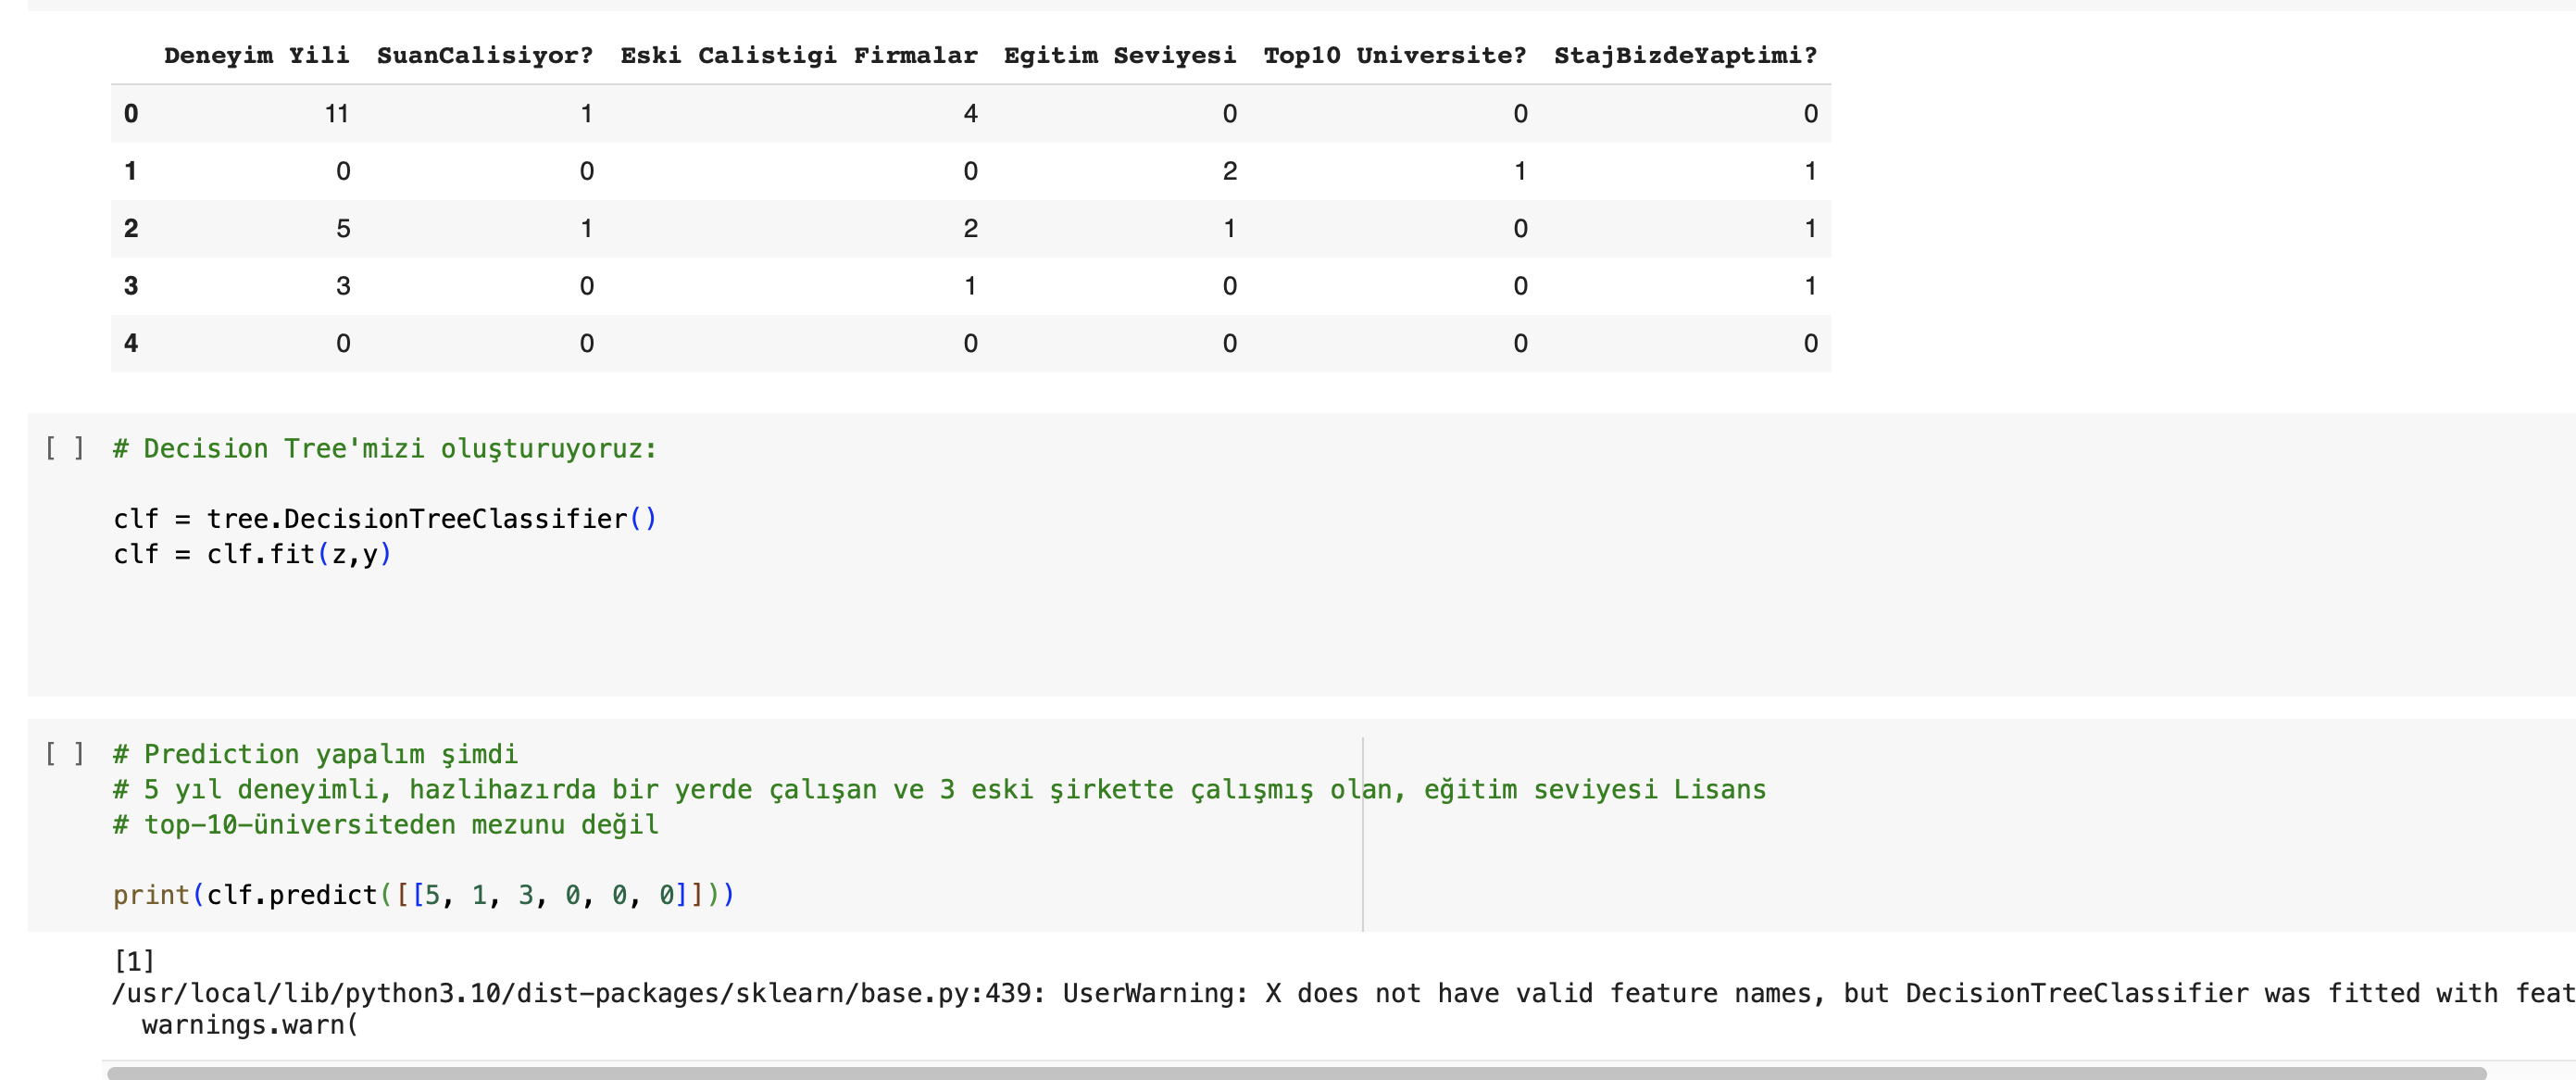 Deneyim Yili SuanCalisiyor? Eski Calistigi Firmalar Egitim Seviyesi Top10 Universite? StajBizdeYaptimi?
0 11 1 4 0 0 0
1 0 0 0 2 1 1
2 5 1 2 1 0 1
3 3 0 1 0 0 1
4 0 0 0 0 0 0
[ ] # Decision Tree'mizi oluşturuyoruz:
clf = tree.DecisionTreeClassifier()
clf = clf.fit(z,y)
[ ] # Prediction yapalım şimdi
# 5 yıl deneyimli, hazlihazırda bir yerde çalışan ve 3 eski şirkette çalışmış olan, eğitim seviyesi Lisans
# top-10-üniversiteden mezunu değil
print(clf.predict([[5, 1, 3, 0, 0, 0]]))
[1]
/usr/local/lib/python3.10/dist-packages/sklearn/base.py:439: UserWarning: X does not have valid feature names, but DecisionTreeClassifier was fitted with feat
warnings.warn(